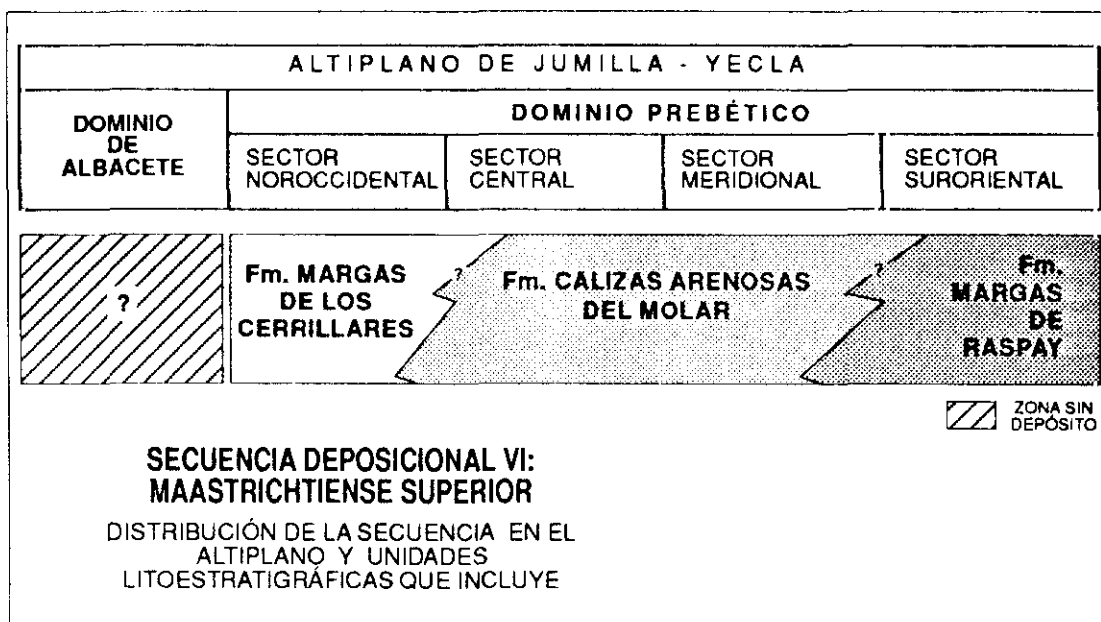 ALTIPLANO DE JUMILLA - YECLA
DOMINIO
DE
ALBACETE
DOMINIO PREBÉTICO
SECTOR
NOROCCIDENTAL
SECTOR
CENTRAL
SECTOR
MERIDIONAL
SECTOR
SURORIENTAL
?
Fm. MARGAS
DE LOS
CERRILLARES
?
Fm. CALIZAS ARENOSAS
DEL MOLAR
?
Fm.
MARGAS
DE
RASPAY
ZONA SIN
DEPÓSITO
SECUENCIA DEPOSICIONAL VI:
MAASTRICHTIENSE SUPERIOR
DISTRIBUCIÓN DE LA SECUENCIA EN EL
ALTIPLANO Y UNIDADES
LITOESTRATIGRÁFICAS QUE INCLUYE